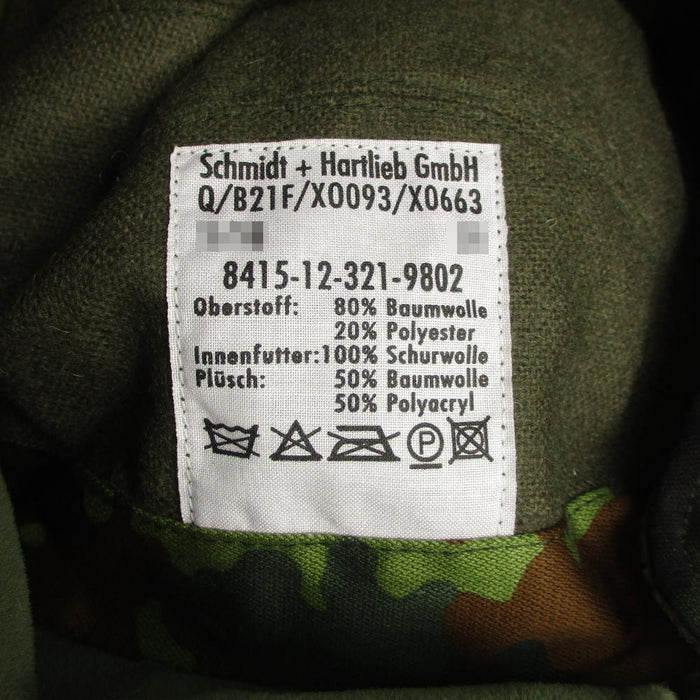 Schmidt + Hartlieb GmbH
Q/B21F/X0093/X0663
8415-12-321-9802
Oberstoff: 80% Baumwolle
20% Polyester
Innenfutter:100% Schurwolle
Plüsch: 50% Baumwolle
50% Polyacryl
P